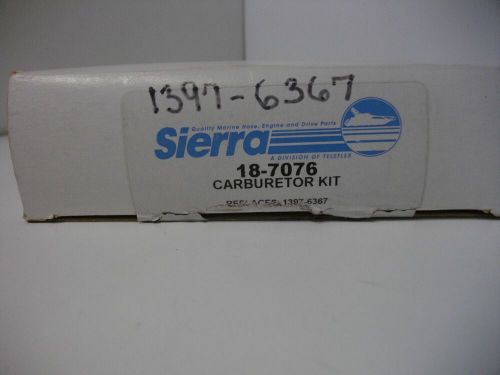 1397-6367
Quality Marine Hose, Engine and Drive Parts
Sierra
A DIVISION OF TELEFLEX
18-7076
CARBURETOR KIT
REPLACES 1397-6367